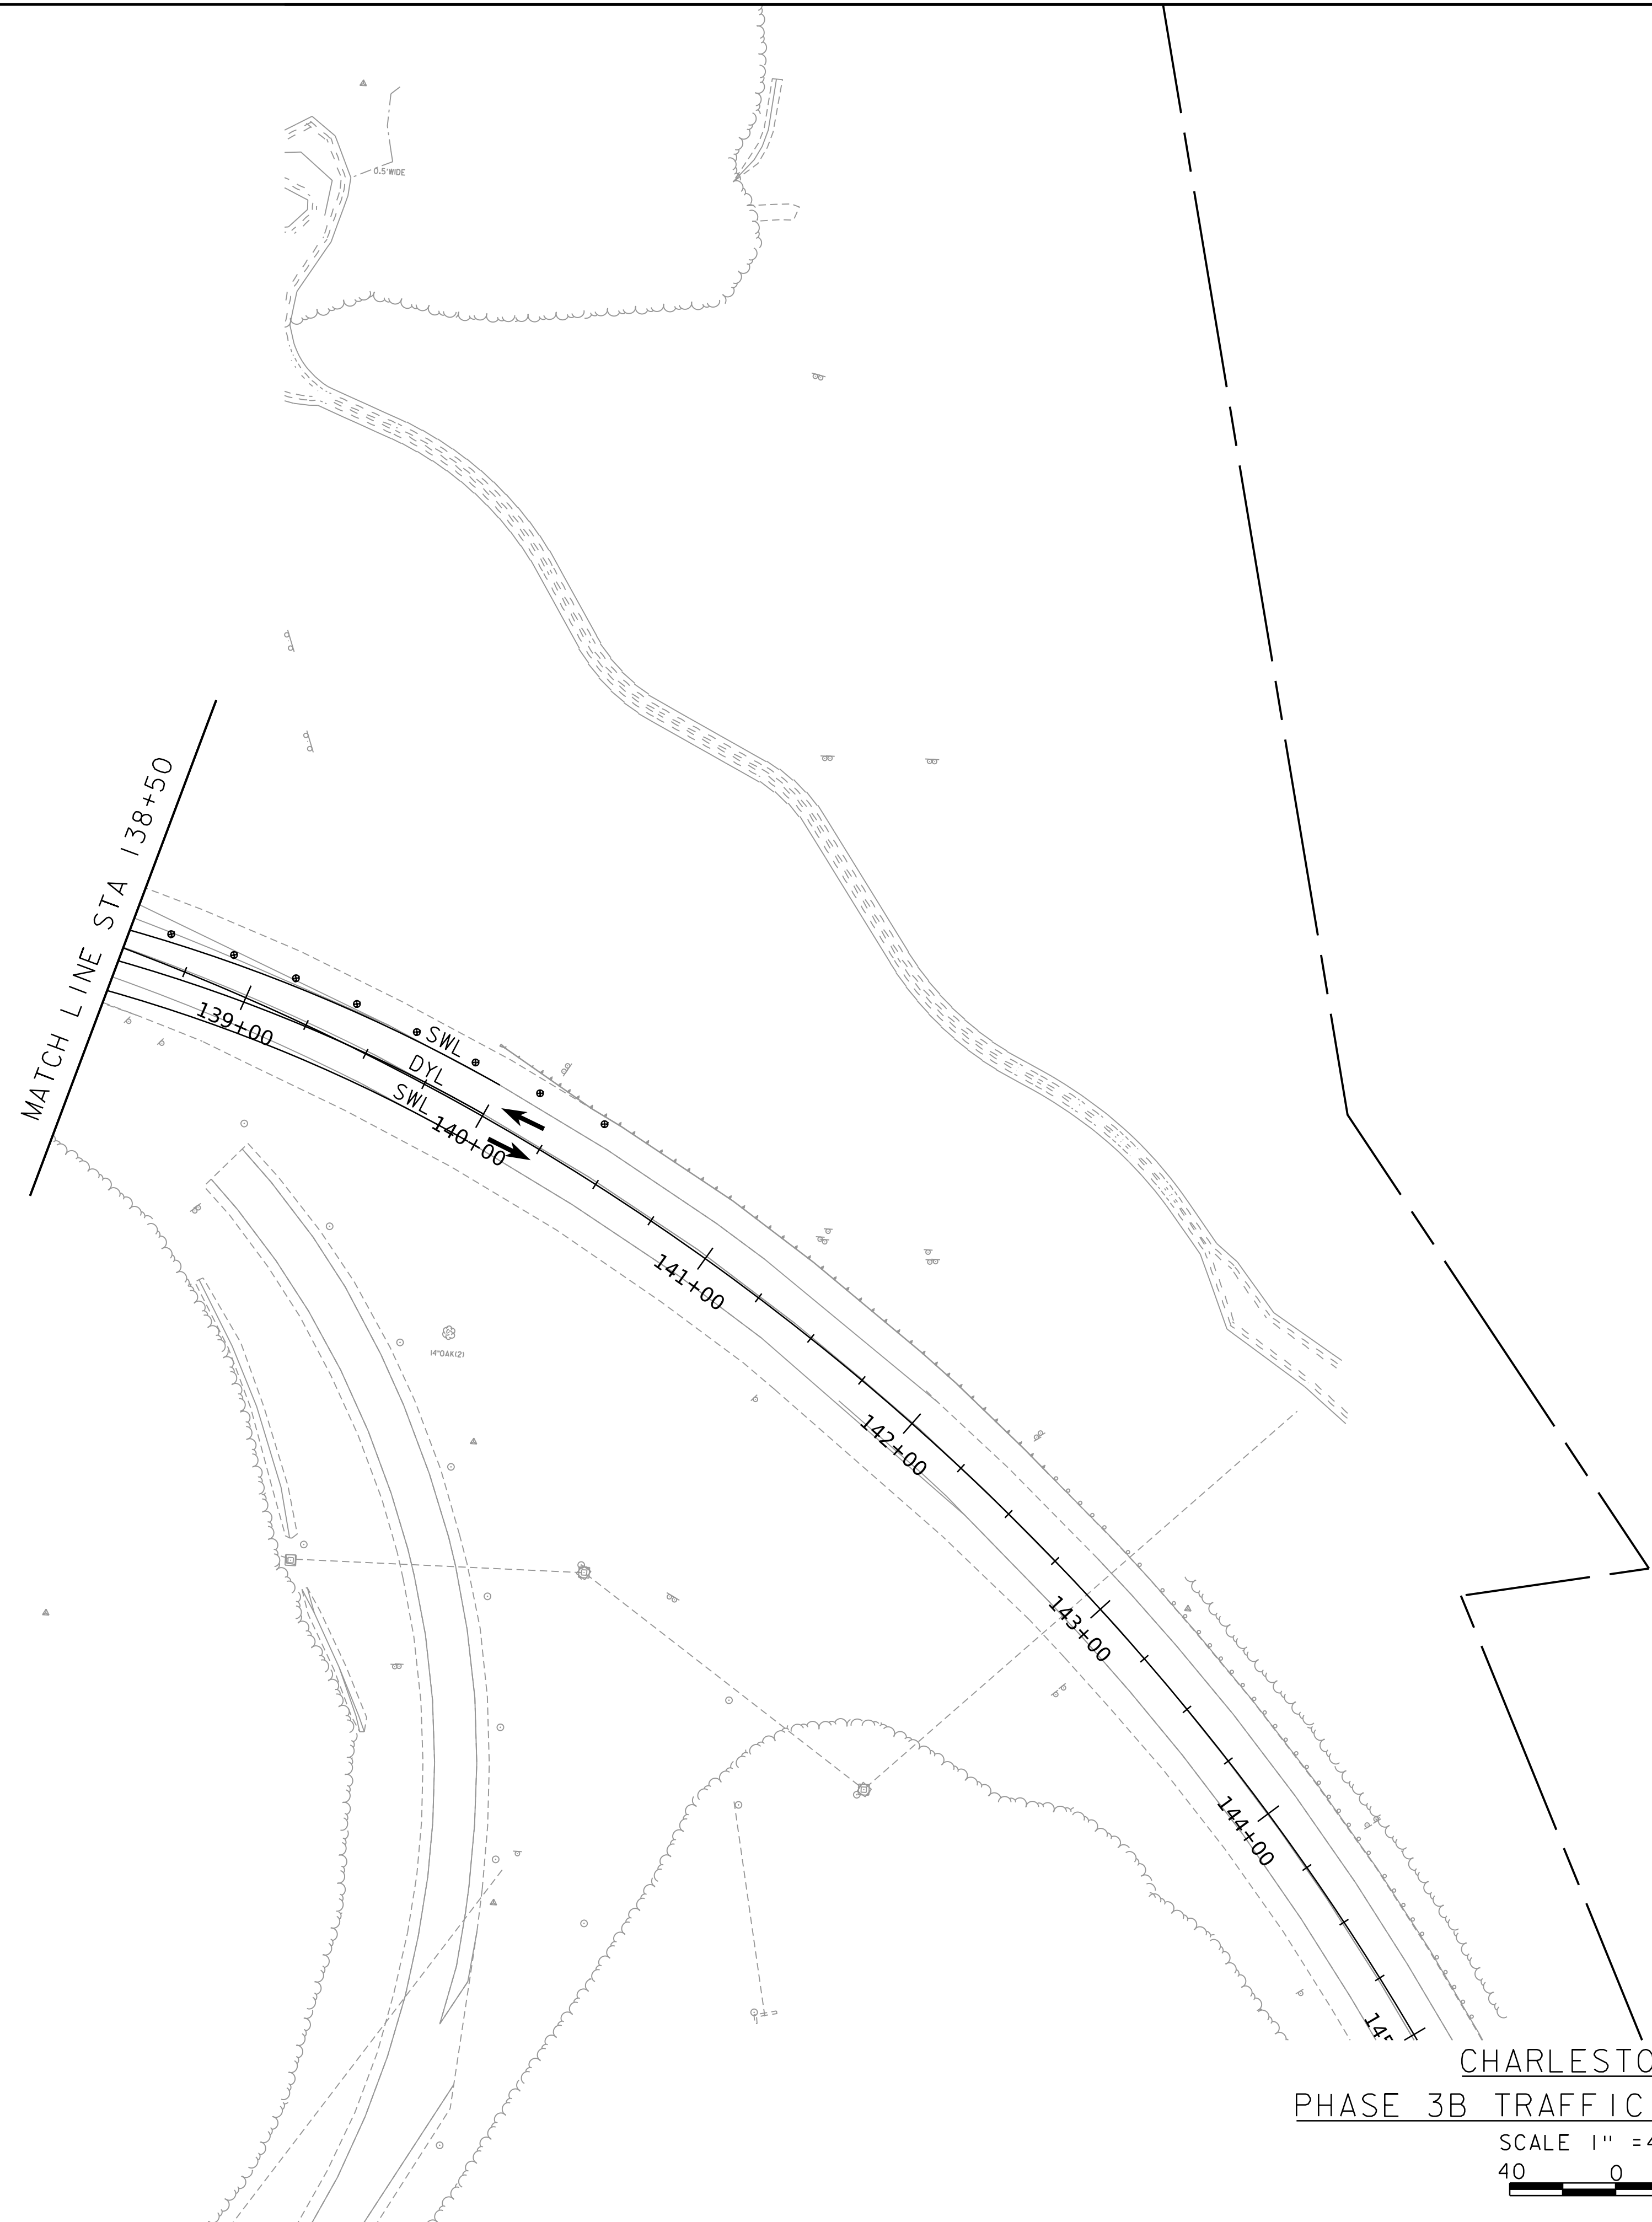 0.5'WIDE
MATCH LINE STA 138+50
139+00
SWL
DYL
SWL
140+00
141+00
14"OAK(2)
142+00
143+00
144+00
CHARLESTO
PHASE 3B TRAFFIC
SCALE 1" =4
40 0